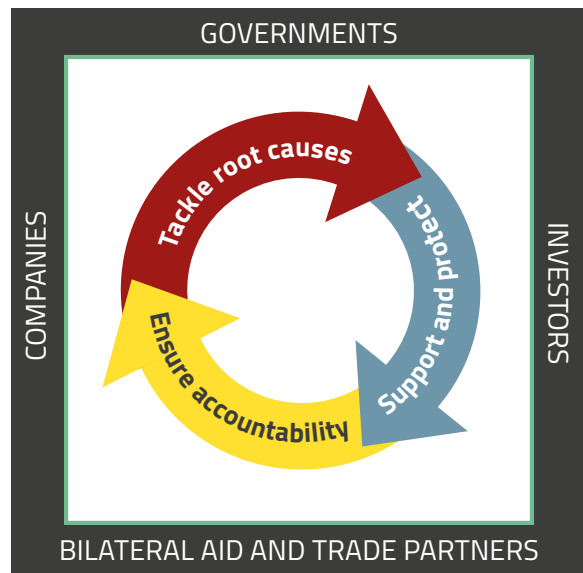 GOVERNMENTS
COMPANIES
Tackle root causes
Support and protect
Ensure accountability
INVESTORS
BILATERAL AID AND TRADE PARTNERS